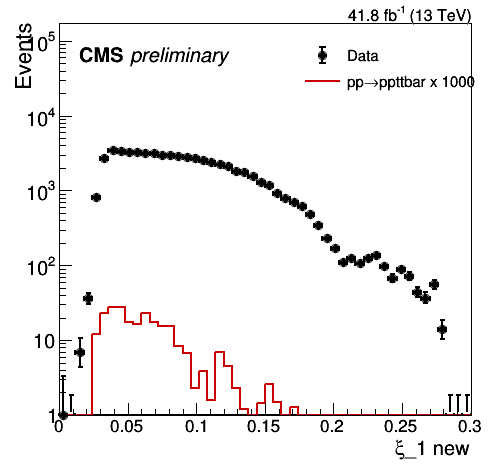 41.8 fb⁻¹ (13 TeV)
Events
CMS preliminary
Data
pp→ppttbar x 1000
10⁵
10⁴
10³
10²
10
1
0 0.05 0.1 0.15 0.2 0.25 0.3
ξ_1 new